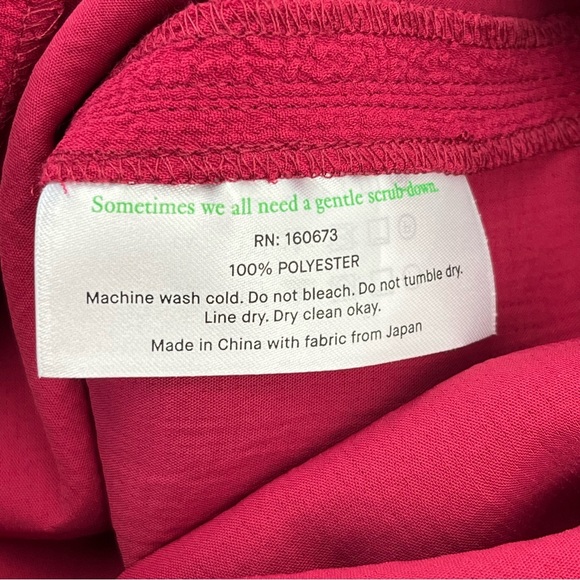 Sometimes we all need a gentle scrub-down.
RN: 160673
100% POLYESTER
Machine wash cold. Do not bleach. Do not tumble dry.
Line dry. Dry clean okay.
Made in China with fabric from Japan